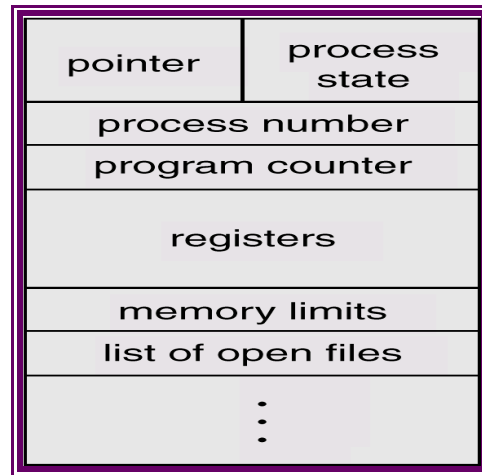 pointer
process
state
process number
program counter
registers
memory limits
list of open files